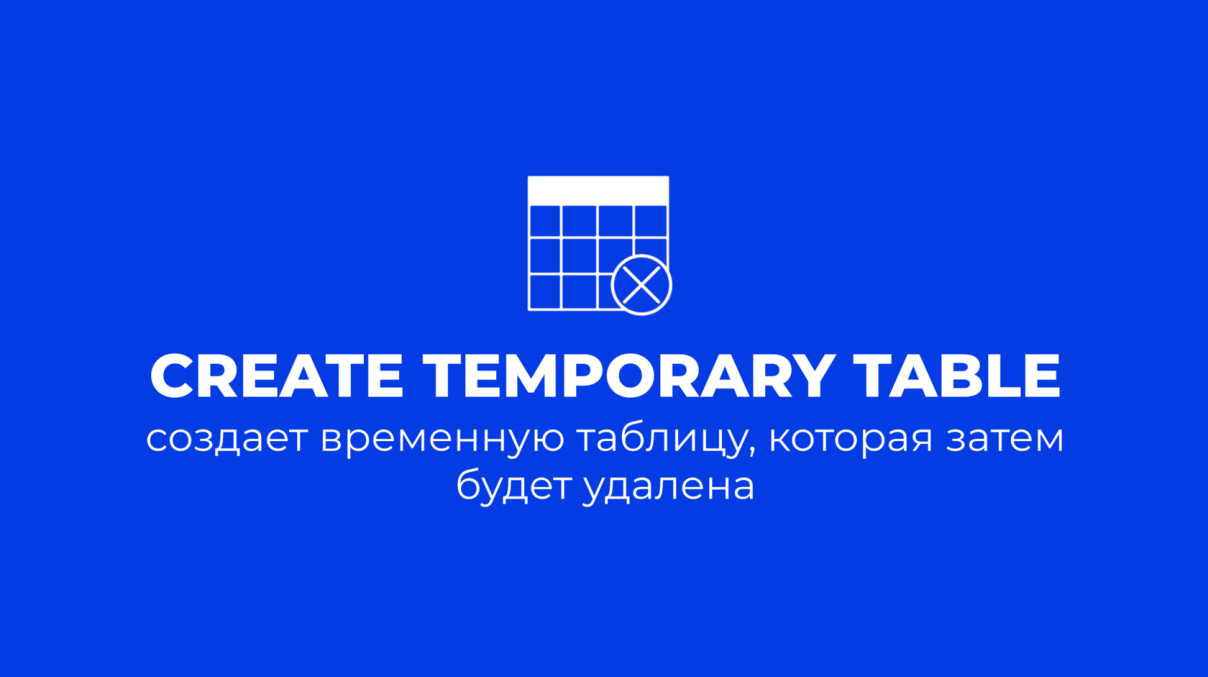 CREATE TEMPORARY TABLE
создает временную таблицу, которая затем
будет удалена